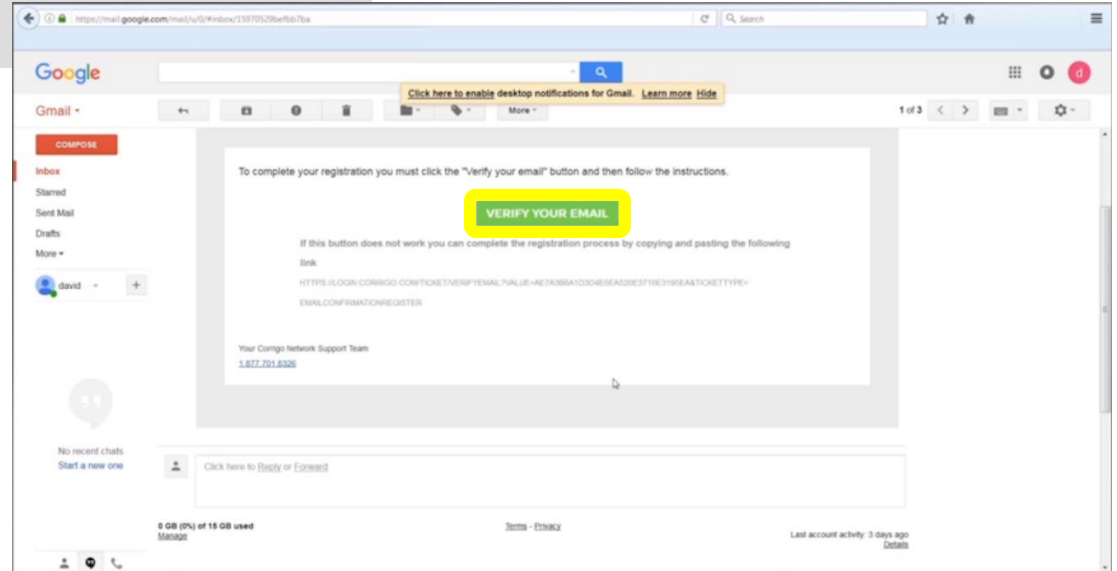 https://mail.google.com/mail/u/0/#inbox/15970529befbb7ba
Search
Google
Click here to enable desktop notifications for Gmail. Learn more Hide
Gmail
More
1 of 3
COMPOSE
Inbox
Starred
Sent Mail
Drafts
More
david
To complete your registration you must click the "Verify your email" button and then follow the instructions.
VERIFY YOUR EMAIL
If this button does not work you can complete the registration process by copying and pasting the following
link
EMAILCONFIRMATIONREGISTER
Your Corrigo Network Support Team
1.877.701.8326
No recent chats
Start a new one
Click here to Reply or Forward
0 GB (0%) of 15 GB used
Manage
Terms - Privacy
Last account activity: 3 days ago
Details
d